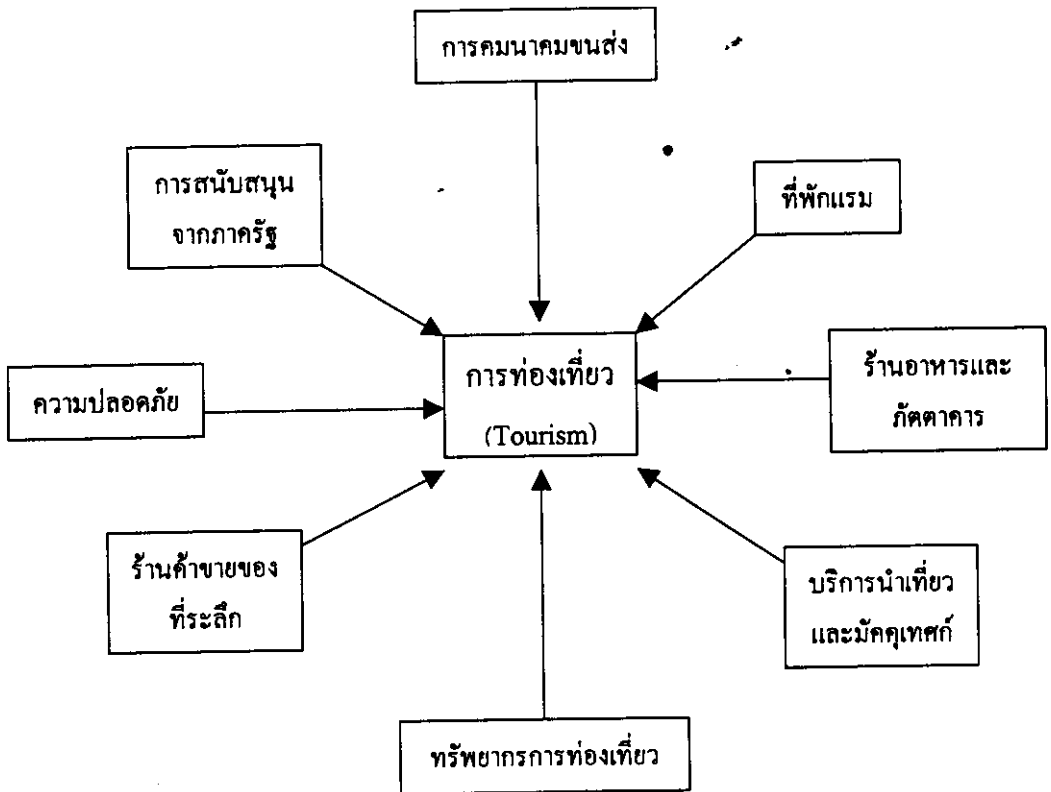 การคมนาคมขนส่ง
การสนับสนุน
จากภาครัฐ
ที่พักแรม
การท่องเที่ยว
(Tourism)
ร้านอาหารและ
ภัตตาคาร
ความปลอดภัย
ร้านค้าขายของ
ที่ระลึก
บริการนำเที่ยว
และมัคคุเทศก์
ทรัพยากรการท่องเที่ยว